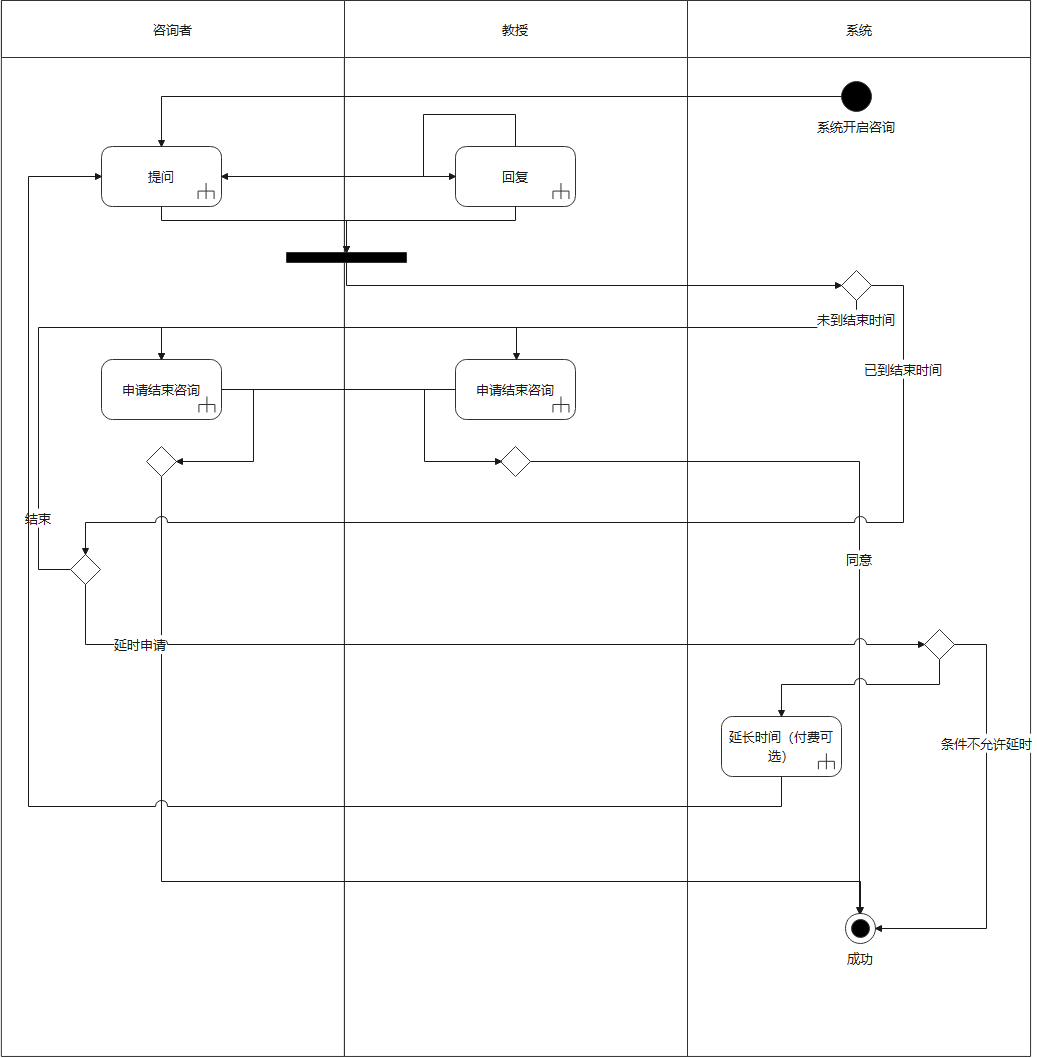 咨询者
教授
系统
系统开启咨询
提问
回复
未到结束时间
已到结束时间
申请结束咨询
申请结束咨询
结束
同意
延时申请
延长时间（付费可
选）
条件不允许延时
成功